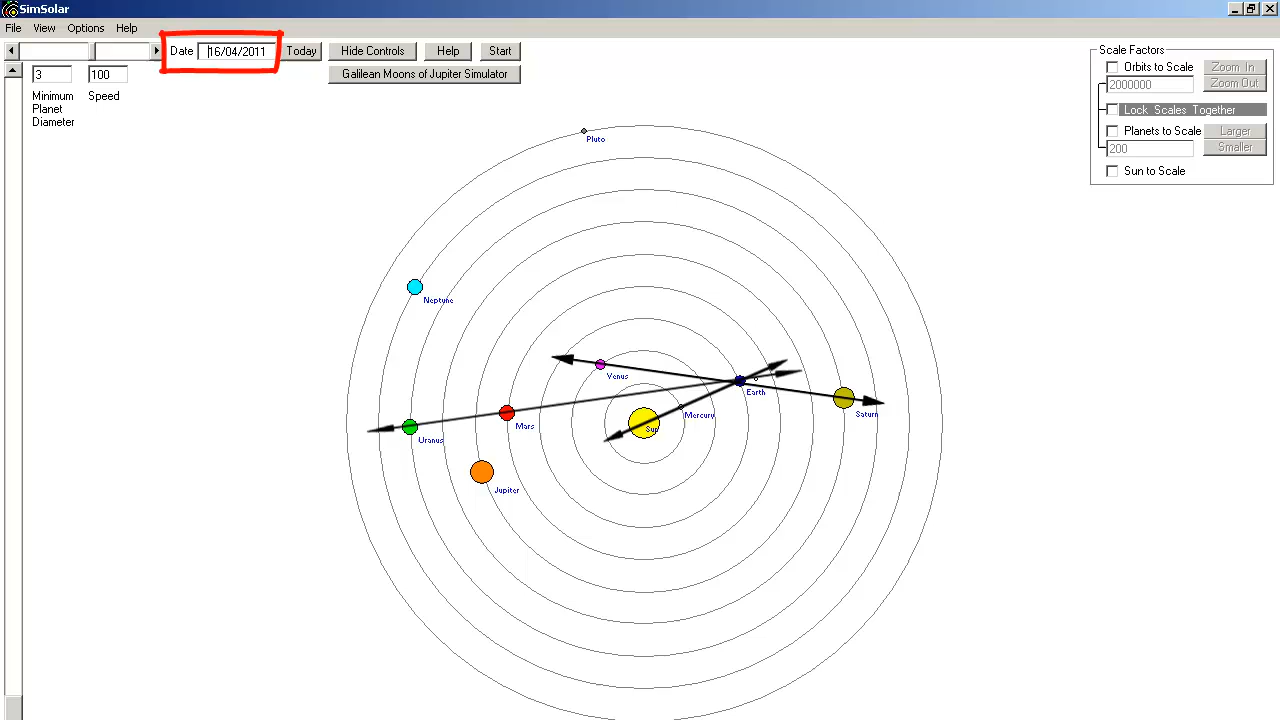 SimSolar
File View Options Help
Date 16/04/2011 Today Hide Controls Help Start
3 100 Galilean Moons of Jupiter Simulator
Minimum Planet Diameter
Speed
Scale Factors
Orbits to Scale Zoom In
2000000 Zoom Out
Lock Scales Together
Planets to Scale Larger
200 Smaller
Sun to Scale
Pluto
Neptune
Venus
Earth
Mercury
Saturn
Sun
Mars
Uranus
Jupiter